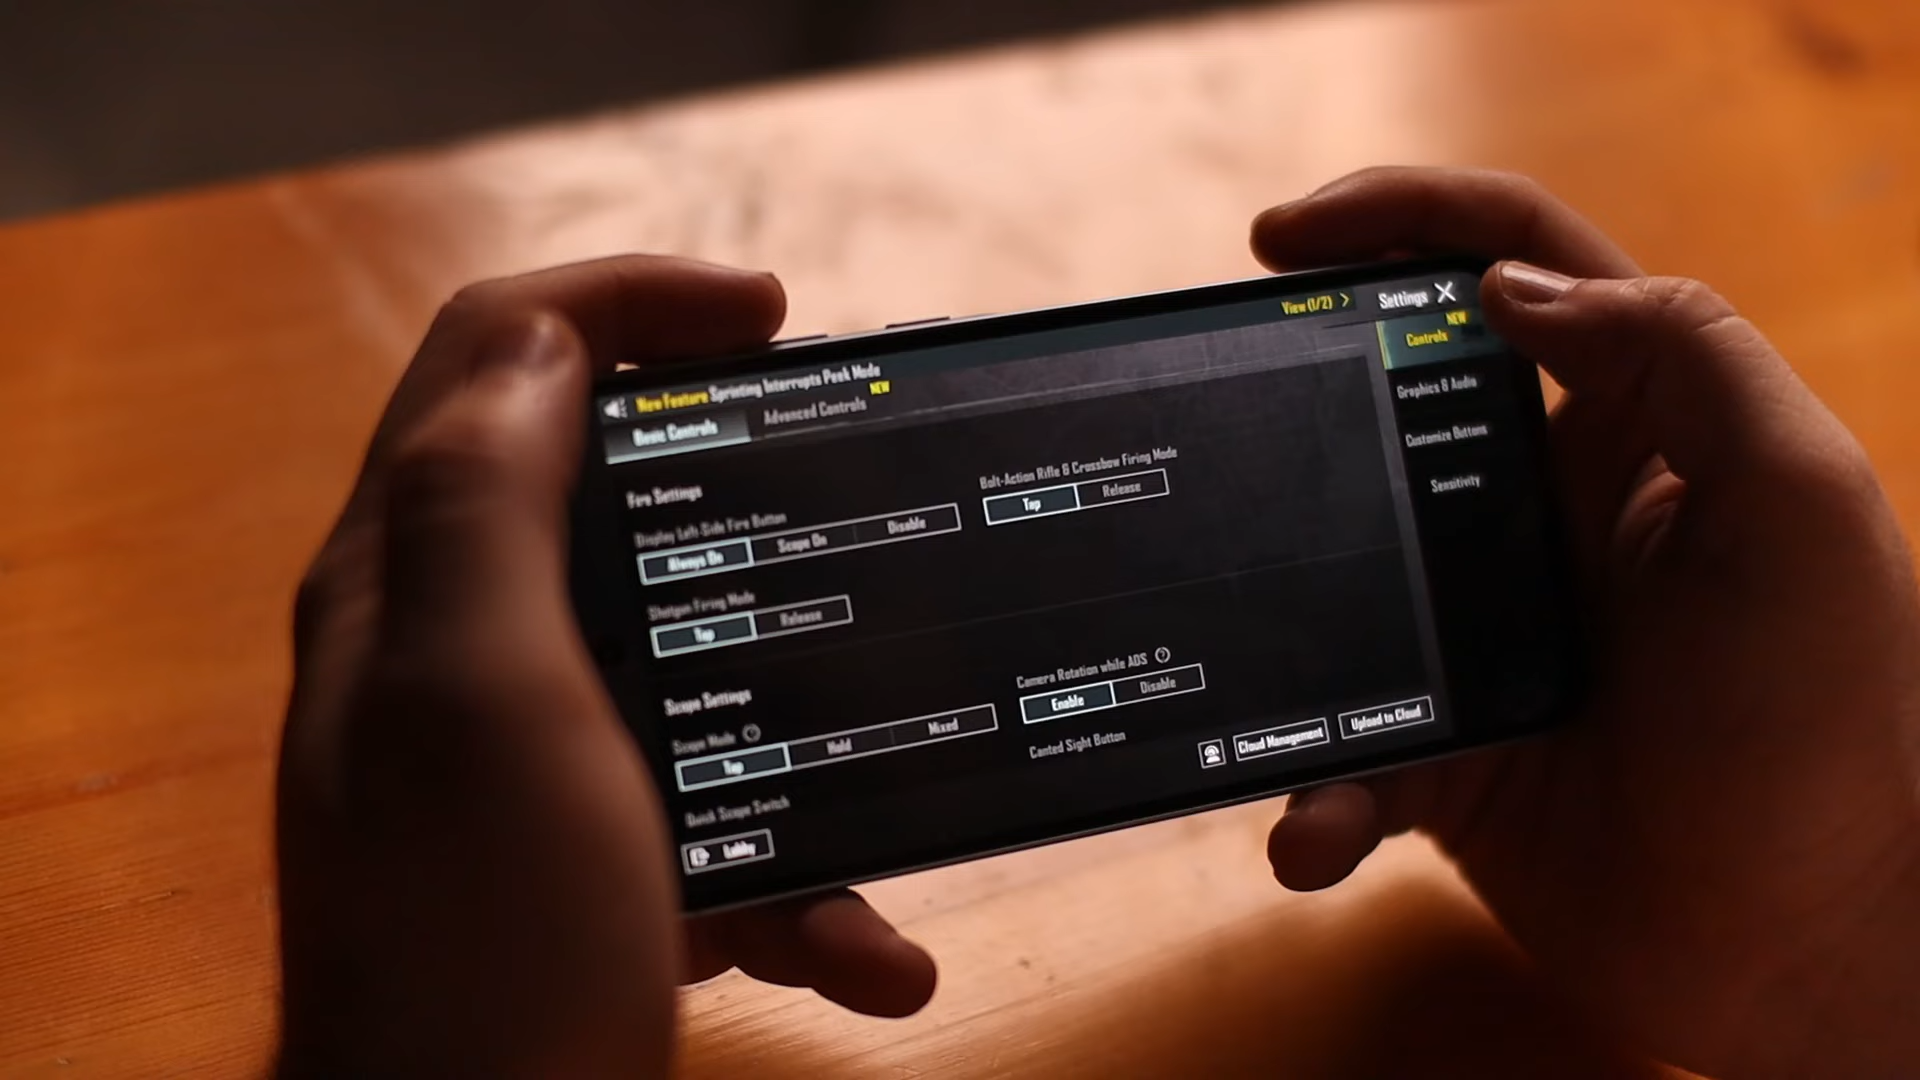 View (1/2)
Settings
New Feature Sprinting Interrupts Peek Mode
NEW
Controls
NEW
Basic Controls
Advanced Controls
Graphics & Audio
Customize Buttons
Sensitivity
Fire Settings
Display Left-Side Fire Button
Always On
Scope On
Disable
Bolt-Action Rifle & Crossbow Firing Mode
Tap
Release
Shotgun Firing Mode
Tap
Release
Scope Settings
Scope Mode
Tap
Hold
Mixed
Camera Rotation while ADS
Enable
Disable
Quick Scope Switch
Canted Sight Button
Lobby
Cloud Management
Upload to Cloud